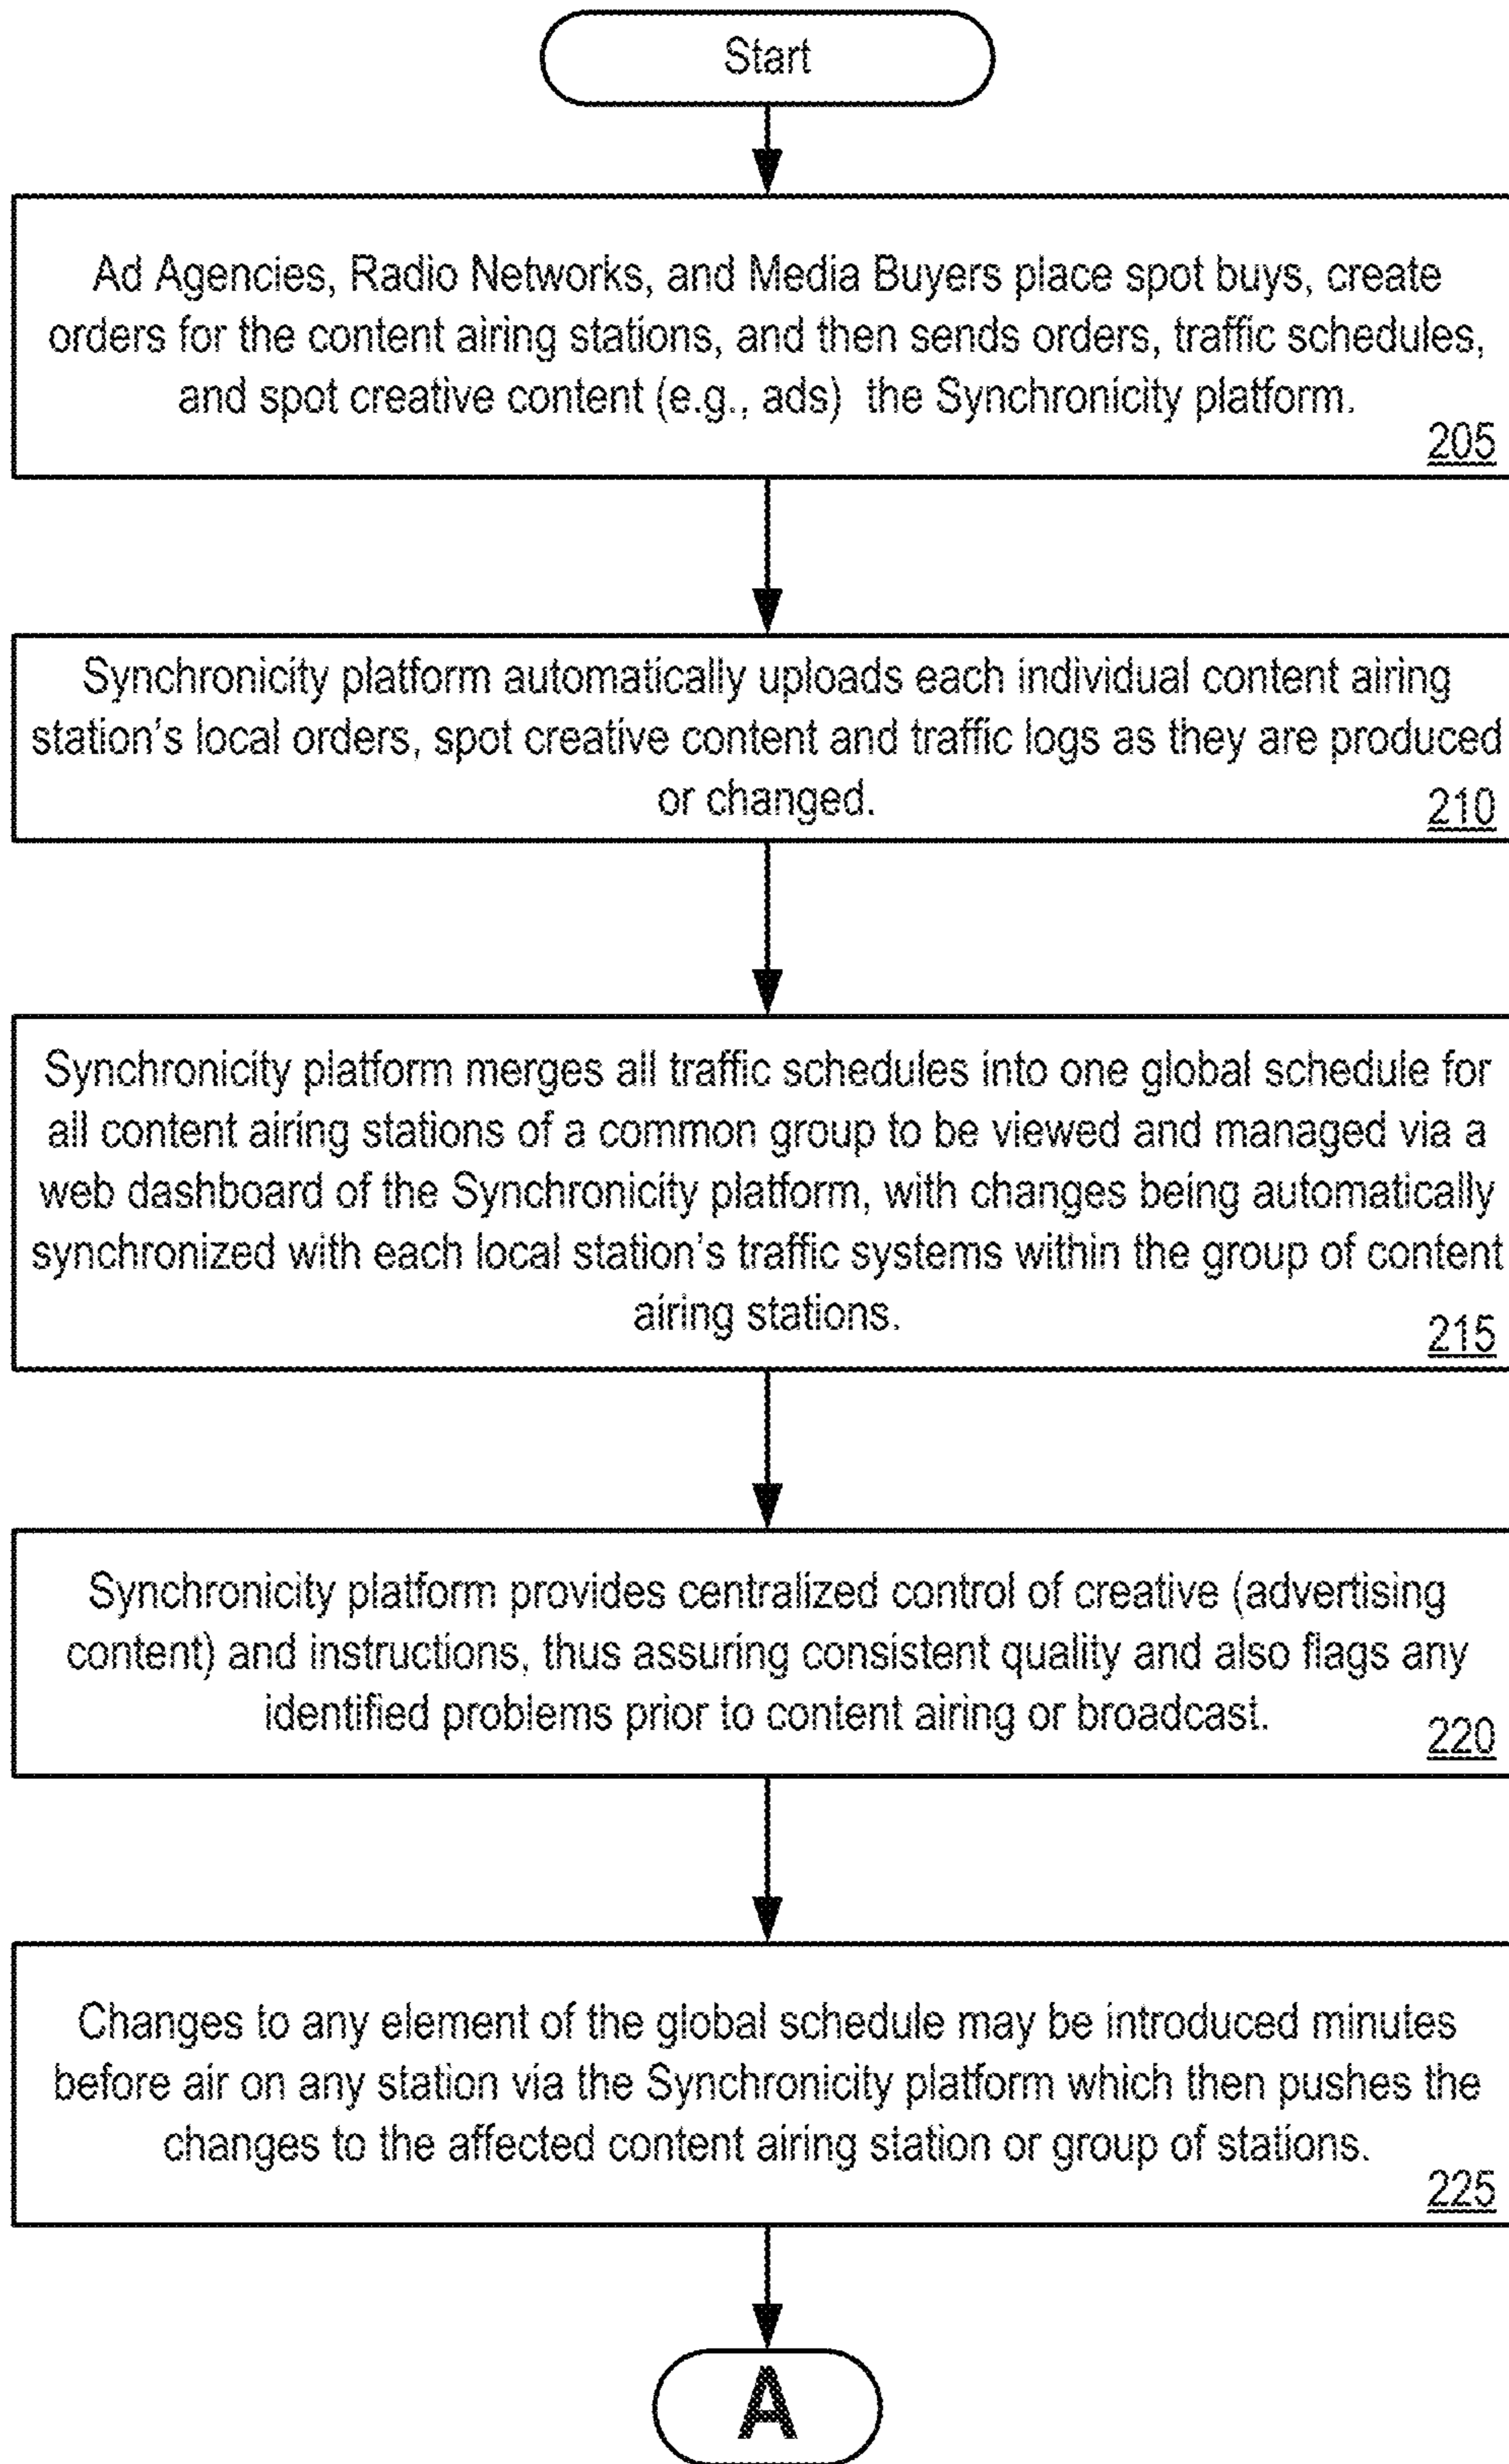 Start
Ad Agencies, Radio Networks, and Media Buyers place spot buys, create
orders for the content airing stations, and then sends orders, traffic schedules,
and spot creative content (e.g., ads)  the Synchronicity platform.
205
Synchronicity platform automatically uploads each individual content airing
station's local orders, spot creative content and traffic logs as they are produced
or changed.
210
Synchronicity platform merges all traffic schedules into one global schedule for
all content airing stations of a common group to be viewed and managed via a
web dashboard of the Synchronicity platform, with changes being automatically
synchronized with each local station's traffic systems within the group of content
airing stations.
215
Synchronicity platform provides centralized control of creative (advertising
content) and instructions, thus assuring consistent quality and also flags any
identified problems prior to content airing or broadcast.
220
Changes to any element of the global schedule may be introduced minutes
before air on any station via the Synchronicity platform which then pushes the
changes to the affected content airing station or group of stations.
225
A